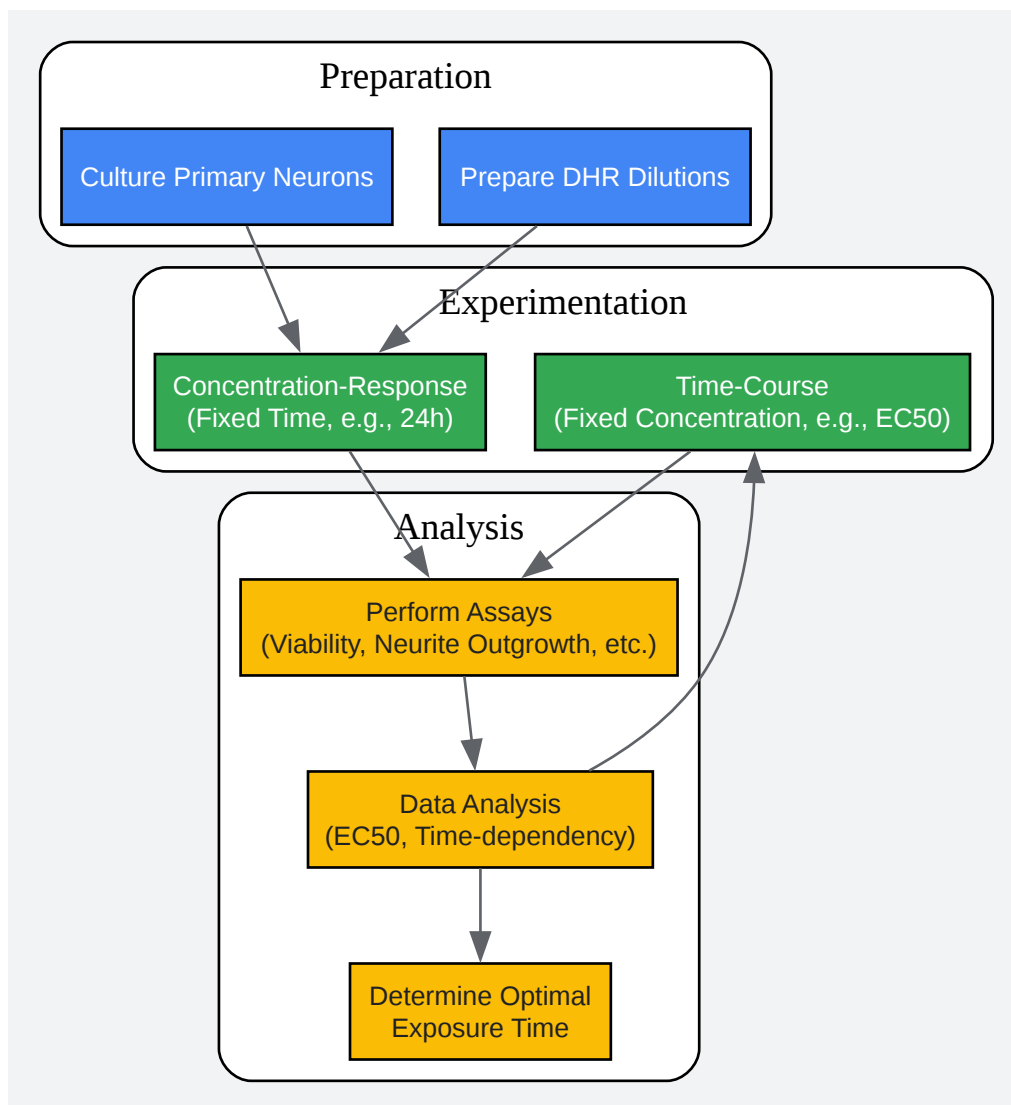 Preparation
Culture Primary Neurons
Prepare DHR Dilutions
Experimentation
Concentration-Response
(Fixed Time, e.g., 24h)
Time-Course
(Fixed Concentration, e.g., EC50)
Analysis
Perform Assays
(Viability, Neurite Outgrowth, etc.)
Data Analysis
(EC50, Time-dependency)
Determine Optimal
Exposure Time